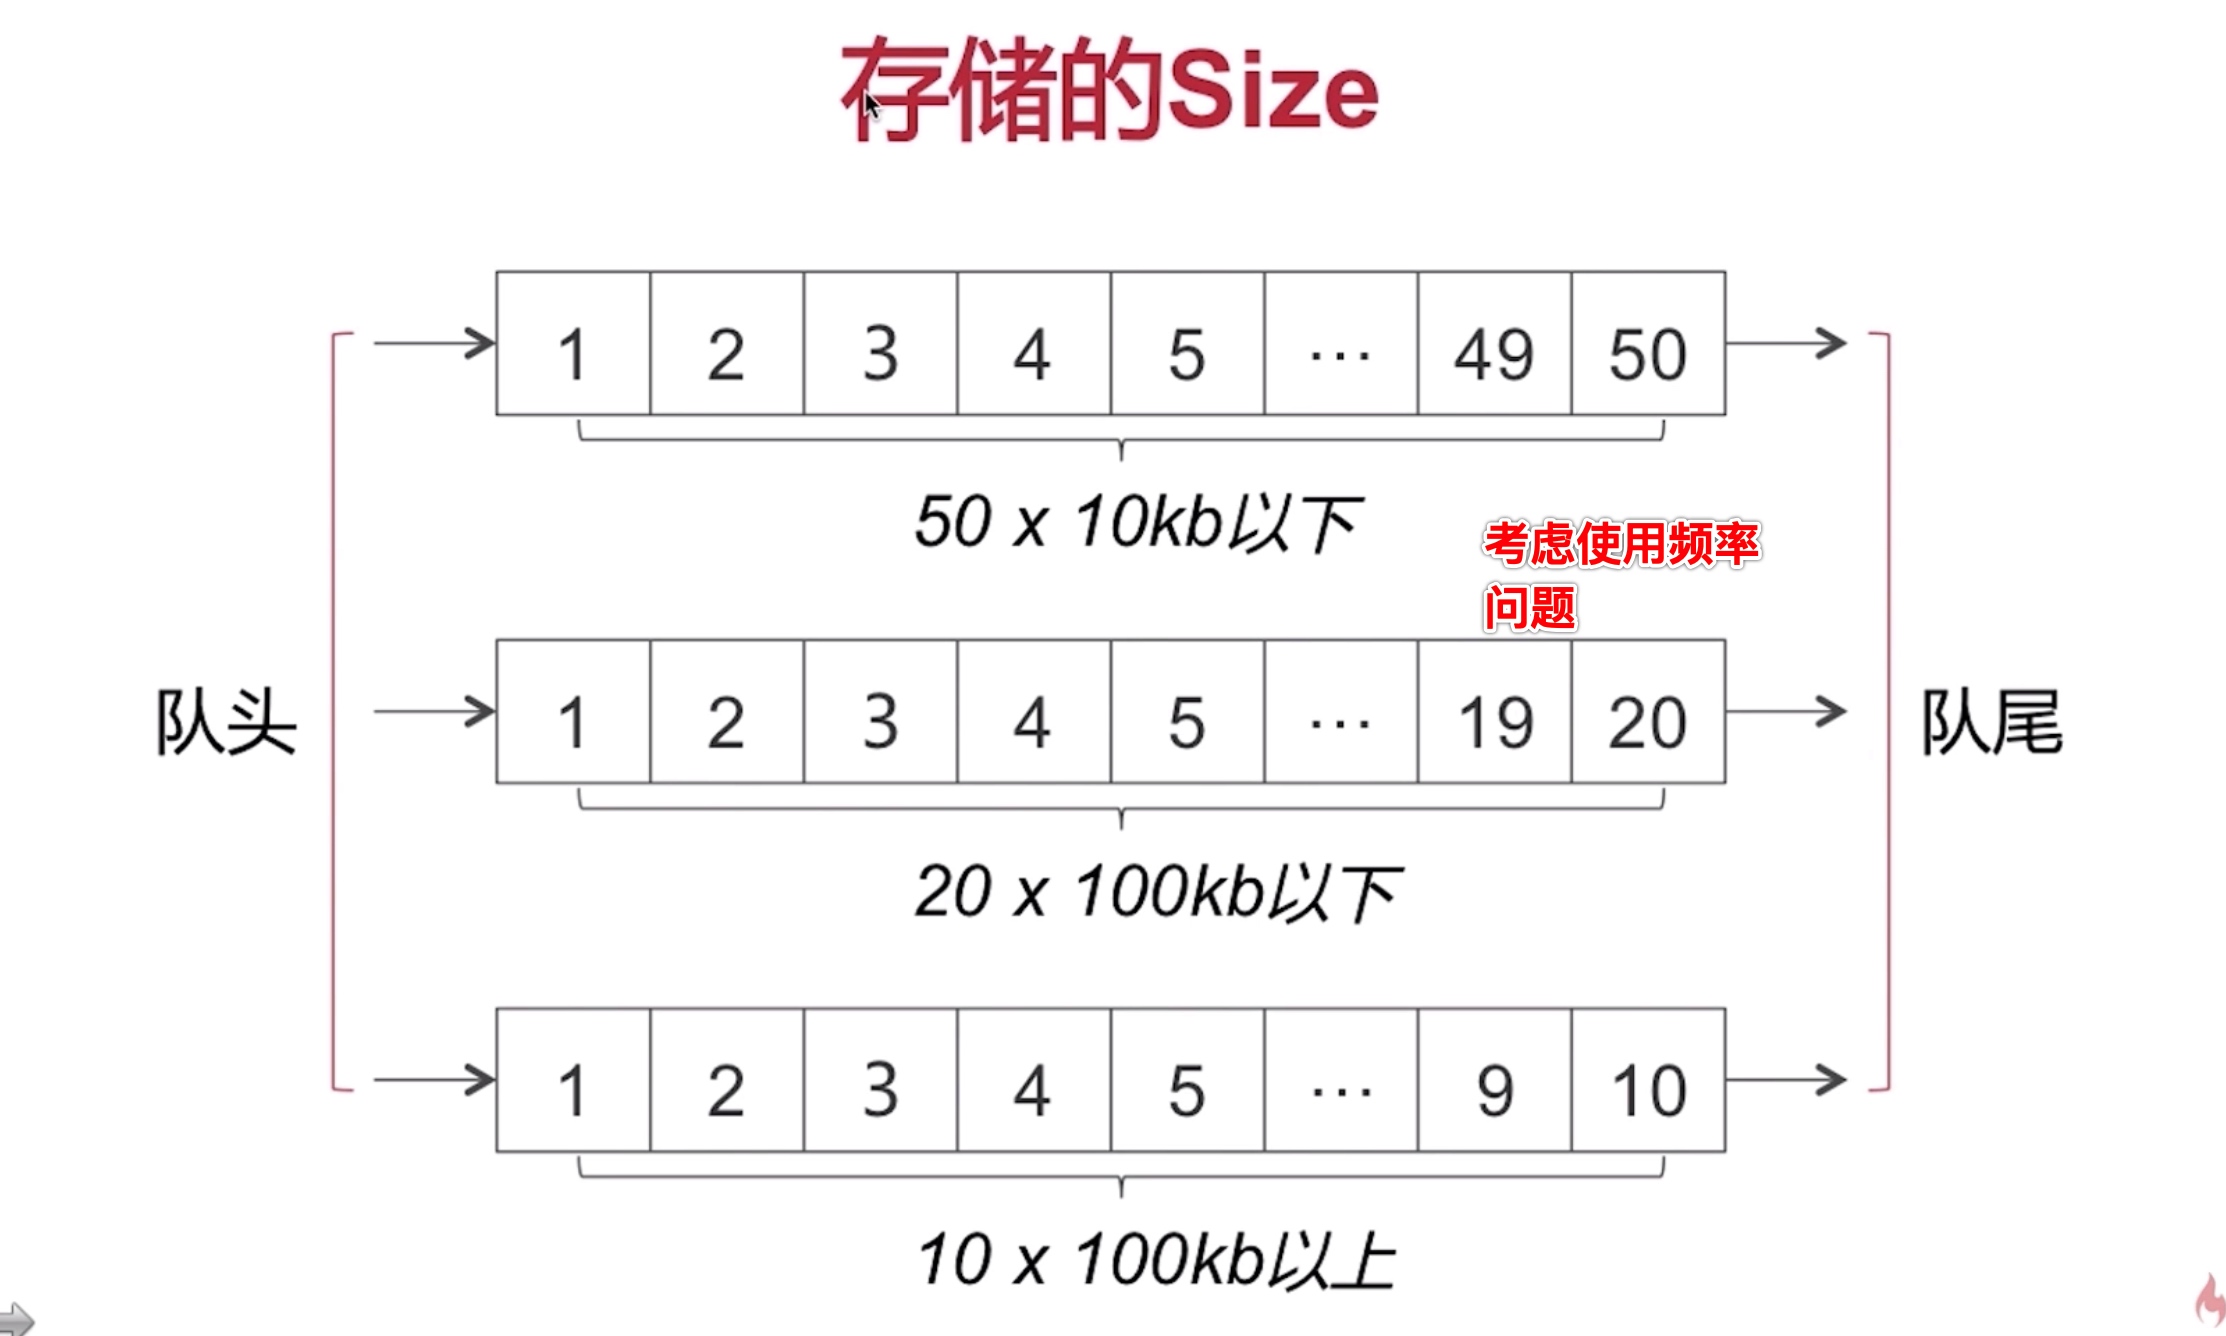 存储的Size
1 2 3 4 5 ... 49 50
50 x 10kb以下
考虑使用频率
问题
队头
1 2 3 4 5 ... 19 20
队尾
20 x 100kb以下
1 2 3 4 5 ... 9 10
10 x 100kb以上